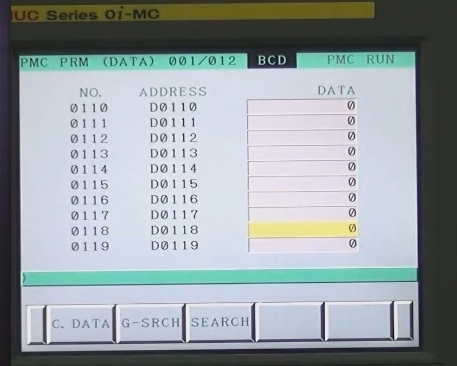 UC Series 0i-MC
PMC PRM (DATA) 001/012 BCD PMC RUN
NO. ADDRESS DATA
0110 D0110 0
0111 D0111 0
0112 D0112 0
0113 D0113 0
0114 D0114 0
0115 D0115 0
0116 D0116 0
0117 D0117 0
0118 D0118 0
0119 D0119 0
)
C. DATA G-SRCH SEARCH